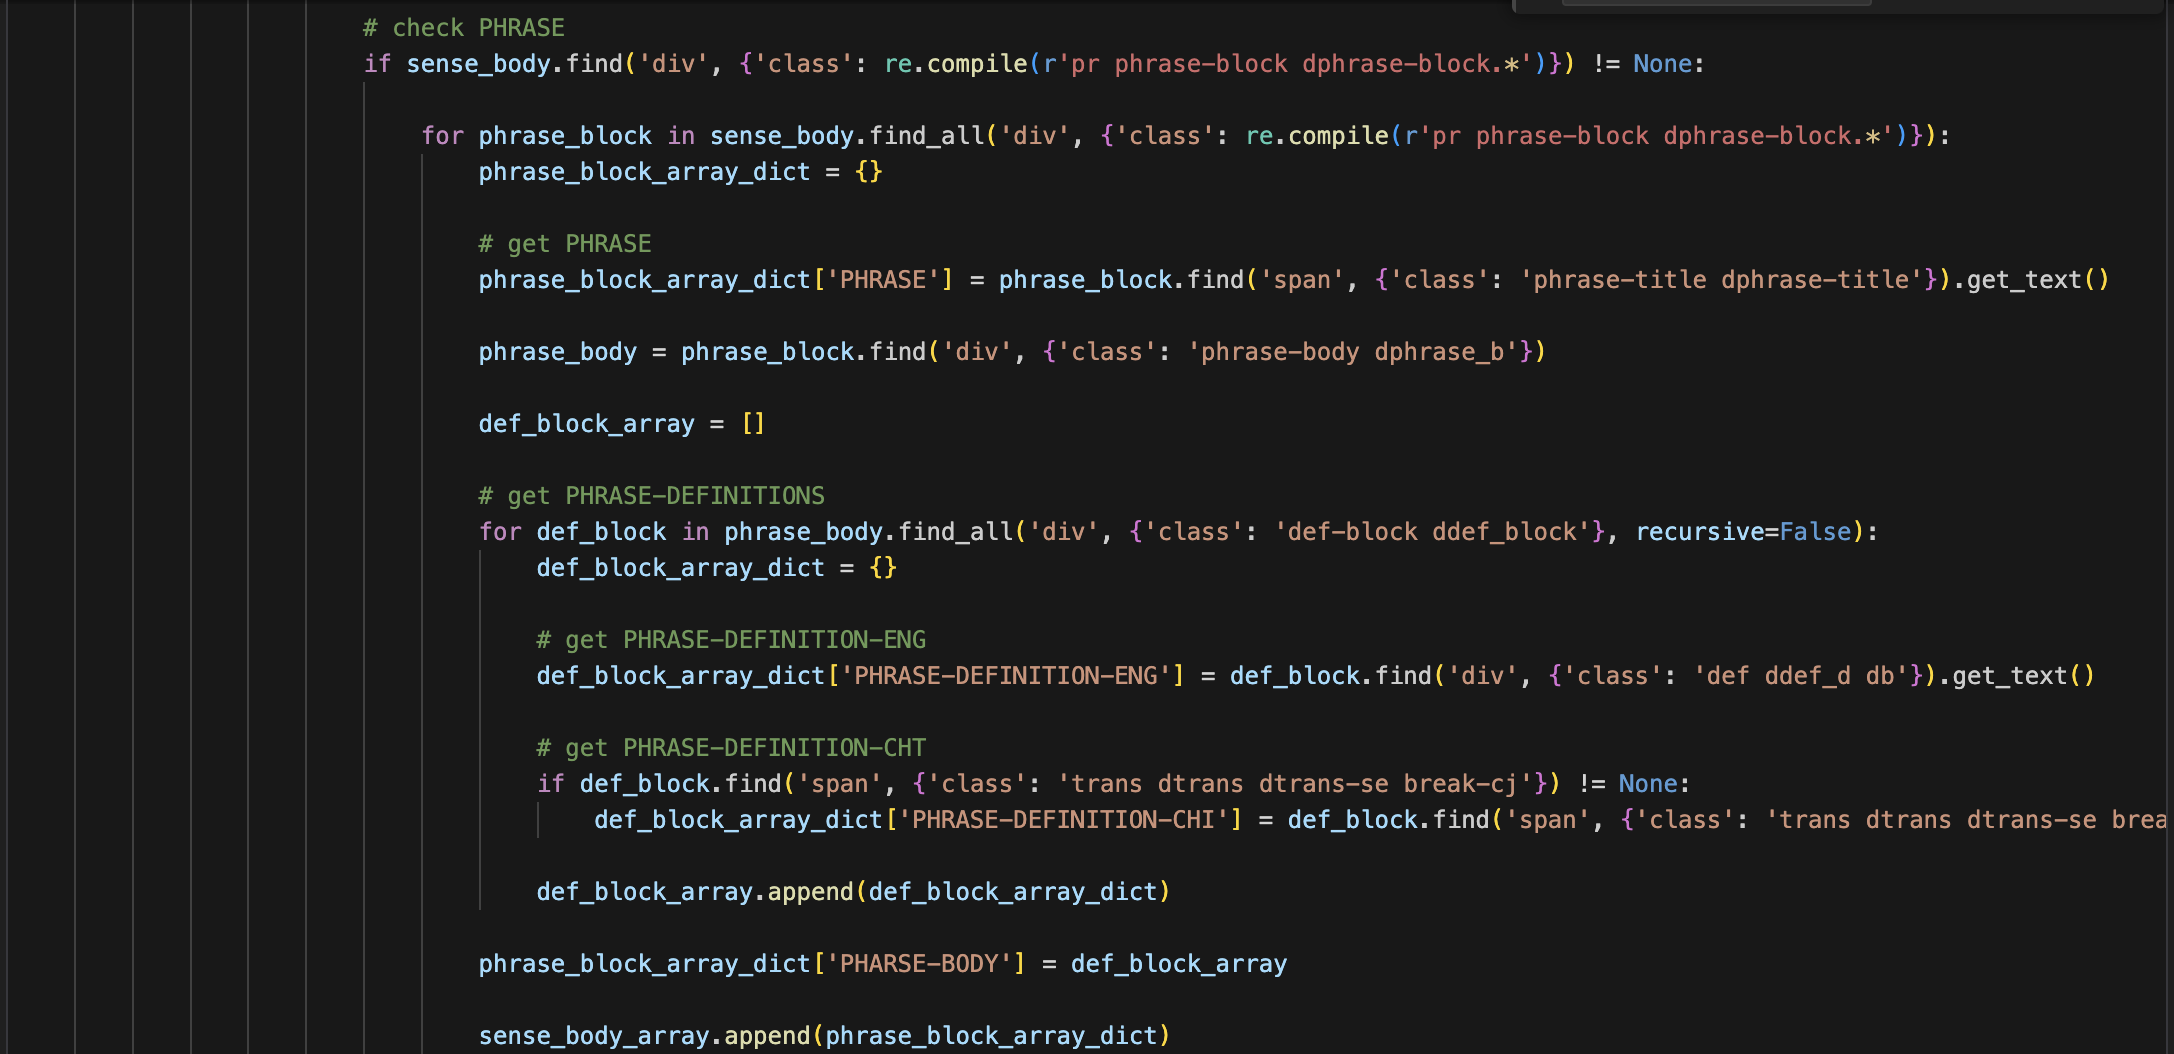 # check PHRASE
if sense_body.find('div', {'class': re.compile(r'pr phrase-block dphrase-block.*')}) != None:
for phrase_block in sense_body.find_all('div', {'class': re.compile(r'pr phrase-block dphrase-block.*')}):
phrase_block_array_dict = {}
# get PHRASE
phrase_block_array_dict['PHRASE'] = phrase_block.find('span', {'class': 'phrase-title dphrase-title'}).get_text()
phrase_body = phrase_block.find('div', {'class': 'phrase-body dphrase_b'})
def_block_array = []
# get PHRASE-DEFINITIONS
for def_block in phrase_body.find_all('div', {'class': 'def-block ddef_block'}, recursive=False):
def_block_array_dict = {}
# get PHRASE-DEFINITION-ENG
def_block_array_dict['PHRASE-DEFINITION-ENG'] = def_block.find('div', {'class': 'def ddef_d db'}).get_text()
# get PHRASE-DEFINITION-CHT
if def_block.find('span', {'class': 'trans dtrans dtrans-se break-cj'}) != None:
def_block_array_dict['PHRASE-DEFINITION-CHI'] = def_block.find('span', {'class': 'trans dtrans dtrans-se brea
def_block_array.append(def_block_array_dict)
phrase_block_array_dict['PHARSE-BODY'] = def_block_array
sense_body_array.append(phrase_block_array_dict)